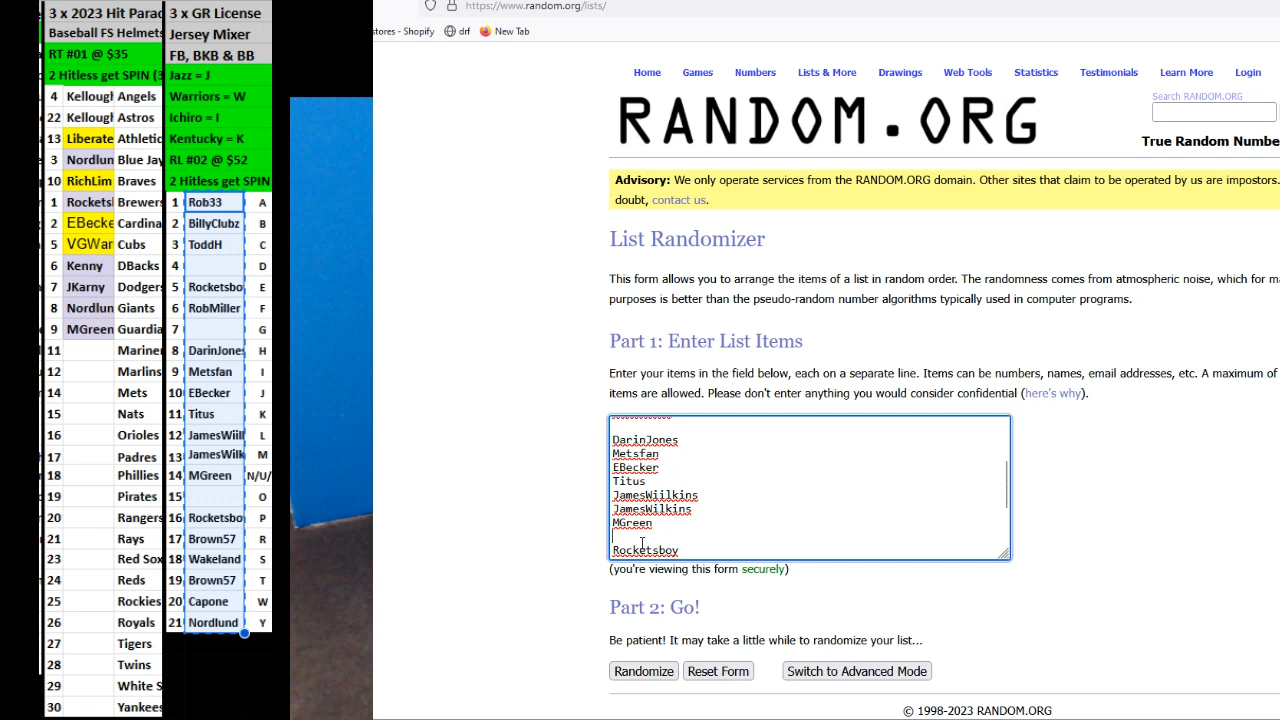 3 x 2023 Hit Parad
Baseball FS Helmets
RT #01 @ $35
2 Hitless get SPIN (3
4 Kellough Angels
22 Kellough Astros
13 Liberate Athletic
3 Nordlun Blue Jay
10 RichLim Braves
1 Rockets Brewers
2 EBecke Cardina
5 VGWar Cubs
6 Kenny DBacks
7 JKarny Dodgers
8 Nordlun Giants
9 MGreen Guardia
11 Mariner
12 Marlins
14 Mets
15 Nats
16 Orioles
17 Padres
18 Phillies
19 Pirates
20 Rangers
21 Rays
23 Red Sox
24 Reds
25 Rockies
26 Royals
27 Tigers
28 Twins
29 White S
30 Yankees
3 x GR License
Jersey Mixer
FB, BKB & BB
Jazz = J
Warriors = W
Ichiro = I
Kentucky = K
RL #02 @ $52
2 Hitless get SPIN
1 Rob33 A
2 BillyClubz B
3 ToddH C
4 D
5 Rocketsbo E
6 RobMiller F
7 G
8 DarinJones H
9 Metsfan I
10 EBecker J
11 Titus K
12 JamesWiill L
13 JamesWilk M
14 MGreen N/U/
15 O
16 Rocketsbo P
17 Brown57 R
18 Wakeland S
19 Brown57 T
20 Capone W
21 Nordlund Y
https://www.random.org/lists/
stores - Shopify drf New Tab
Home Games Numbers Lists & More Drawings Web Tools Statistics Testimonials Learn More Login
Search RANDOM.ORG
RANDOM.ORG
True Random Numbe
Advisory: We only operate services from the RANDOM.ORG domain. Other sites that claim to be operated by us are impostors.
doubt, contact us.
List Randomizer
This form allows you to arrange the items of a list in random order. The randomness comes from atmospheric noise, which for m
purposes is better than the pseudo-random number algorithms typically used in computer programs.
Part 1: Enter List Items
Enter your items in the field below, each on a separate line. Items can be numbers, names, email addresses, etc. A maximum of
items are allowed. Please don't enter anything you would consider confidential (here's why).
DarinJones
Metsfan
EBecker
Titus
JamesWiilkins
JamesWilkins
MGreen
Rocketsboy
(you're viewing this form securely)
Part 2: Go!
Be patient! It may take a little while to randomize your list...
Randomize Reset Form Switch to Advanced Mode
© 1998-2023 RANDOM.ORG